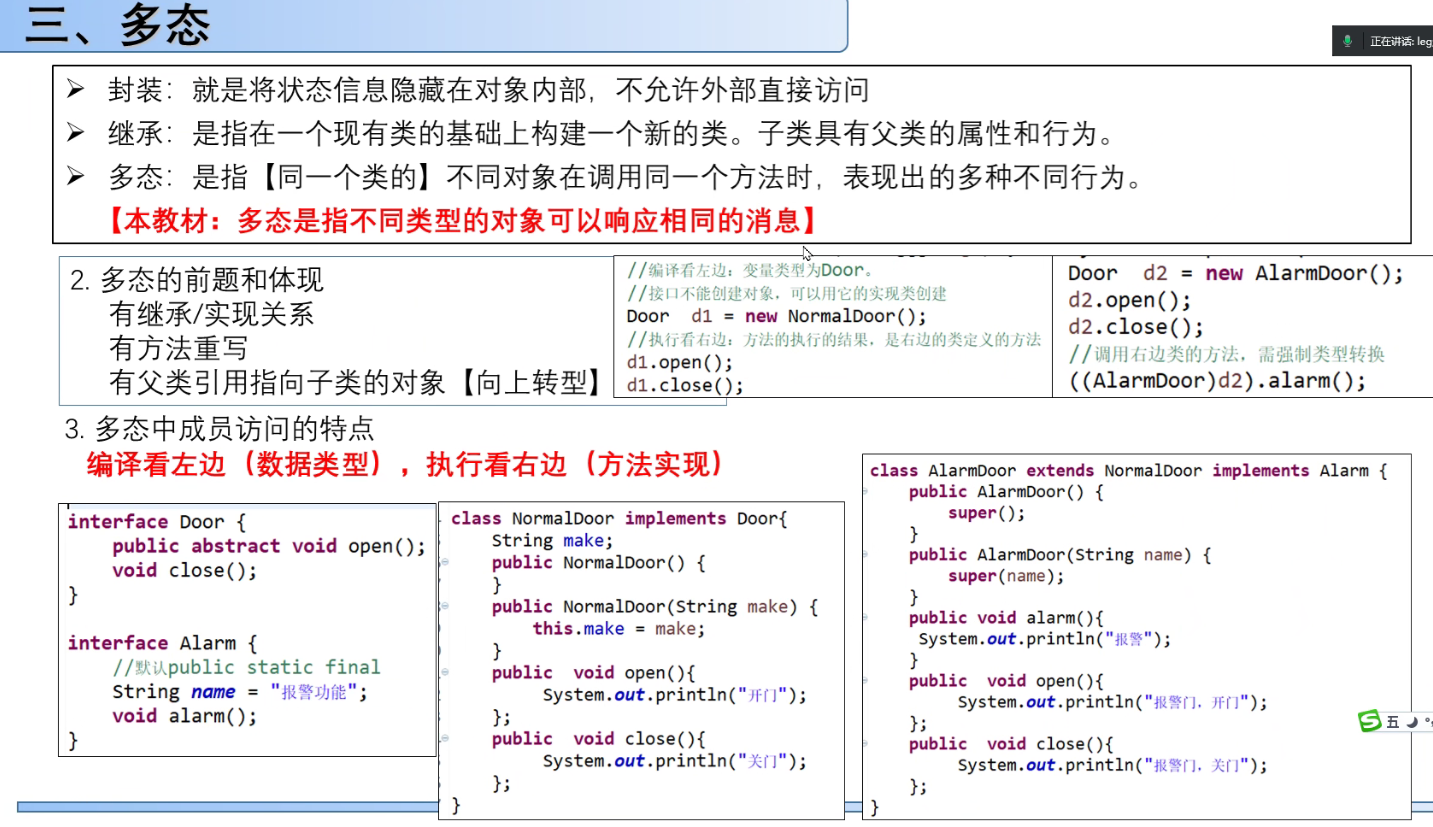 三、多态
正在讲话: leg
➢ 封装：就是将状态信息隐藏在对象内部，不允许外部直接访问
➢ 继承：是指在一个现有类的基础上构建一个新的类。子类具有父类的属性和行为。
➢ 多态：是指【同一个类的】不同对象在调用同一个方法时，表现出的多种不同行为。
【本教材：多态是指不同类型的对象可以响应相同的消息】
2. 多态的前题和体现
有继承/实现关系
有方法重写
有父类引用指向子类的对象【向上转型】
//编译看左边：变量类型为Door。
//接口不能创建对象，可以用它的实现类创建
Door d1 = new NormalDoor();
//执行看右边：方法的执行的结果，是右边的类定义的方法
d1.open();
d1.close();
Door d2 = new AlarmDoor();
d2.open();
d2.close();
//调用右边类的方法，需强制类型转换
((AlarmDoor)d2).alarm();
3. 多态中成员访问的特点
编译看左边（数据类型），执行看右边（方法实现）
interface Door {
public abstract void open();
void close();
}
interface Alarm {
//默认public static final
String name = "报警功能";
void alarm();
}
class NormalDoor implements Door{
String make;
public NormalDoor() {
}
public NormalDoor(String make) {
this.make = make;
}
public void open(){
System.out.println("开门");
};
public void close(){
System.out.println("关门");
};
}
class AlarmDoor extends NormalDoor implements Alarm {
public AlarmDoor() {
super();
}
public AlarmDoor(String name) {
super(name);
}
public void alarm(){
System.out.println("报警");
}
public void open(){
System.out.println("报警门，开门");
};
public void close(){
System.out.println("报警门，关门");
};
}
五